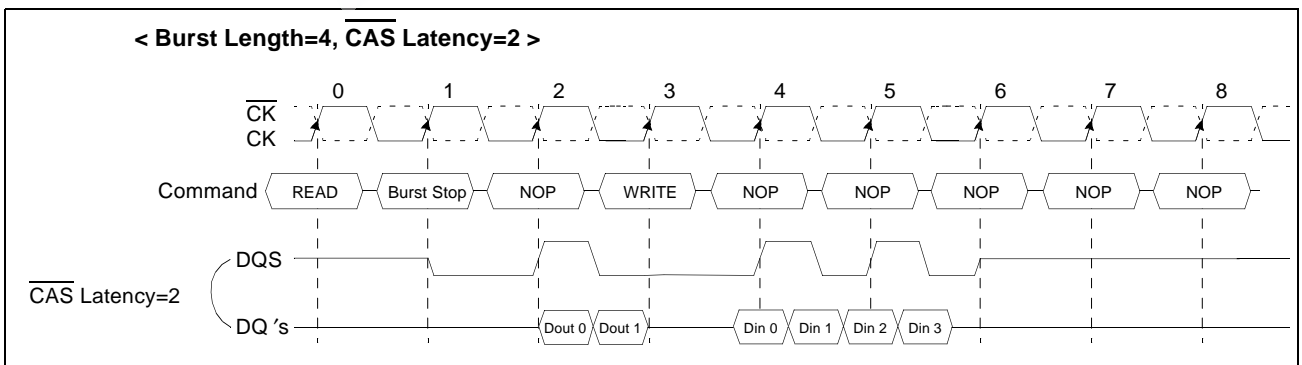 < Burst Length=4, CAS Latency=2 >
0 1 2 3 4 5 6 7 8
CK
CK
Command READ Burst Stop NOP WRITE NOP NOP NOP NOP NOP
DQS
CAS Latency=2
DQ ’s Dout 0 Dout 1 Din 0 Din 1 Din 2 Din 3